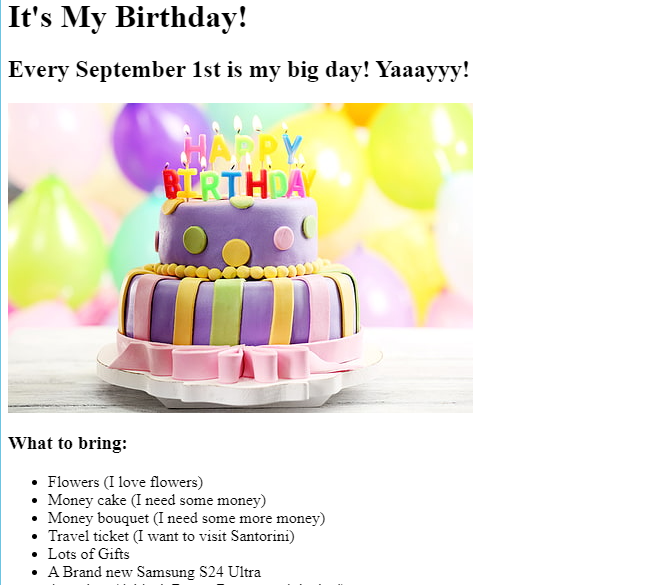 It's My Birthday!
Every September 1st is my big day! Yaaayyy!
HAPPY
BIRTHDAY
What to bring:
Flowers (I love flowers)
Money cake (I need some money)
Money bouquet (I need some more money)
Travel ticket (I want to visit Santorini)
Lots of Gifts
A Brand new Samsung S24 Ultra